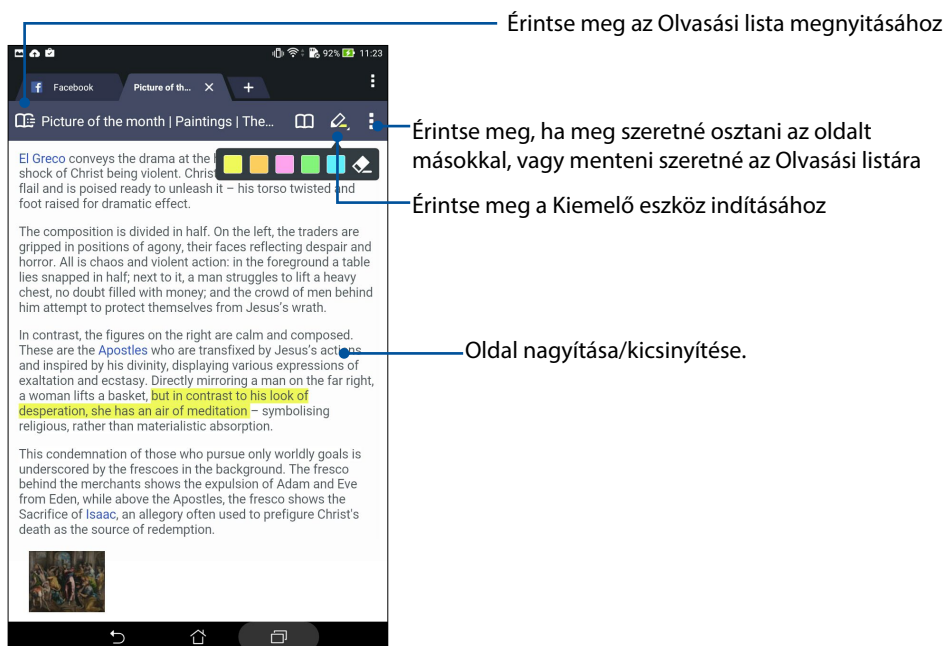 Érintse meg az Olvasási lista megnyitásához
92% 11:23
Facebook Picture of th... × +
Picture of the month | Paintings | The...
Érintse meg, ha meg szeretné osztani az oldalt
másokkal, vagy menteni szeretné az Olvasási listára
El Greco conveys the drama at the
shock of Christ being violent. Christ
flail and is poised ready to unleash it – his torso twisted and
foot raised for dramatic effect.
Érintse meg a Kiemelő eszköz indításához
The composition is divided in half. On the left, the traders are
gripped in positions of agony, their faces reflecting despair and
horror. All is chaos and violent action: in the foreground a table
lies snapped in half; next to it, a man struggles to lift a heavy
chest, no doubt filled with money; and the crowd of men behind
him attempt to protect themselves from Jesus's wrath.
In contrast, the figures on the right are calm and composed.
These are the Apostles who are transfixed by Jesus's actions
and inspired by his divinity, displaying various expressions of
exaltation and ecstasy. Directly mirroring a man on the far right,
a woman lifts a basket, but in contrast to his look of
desperation, she has an air of meditation – symbolising
religious, rather than materialistic absorption.
Oldal nagyítása/kicsinyítése.
This condemnation of those who pursue only worldly goals is
underscored by the frescoes in the background. The fresco
behind the merchants shows the expulsion of Adam and Eve
from Eden, while above the Apostles, the fresco shows the
Sacrifice of Isaac, an allegory often used to prefigure Christ's
death as the source of redemption.